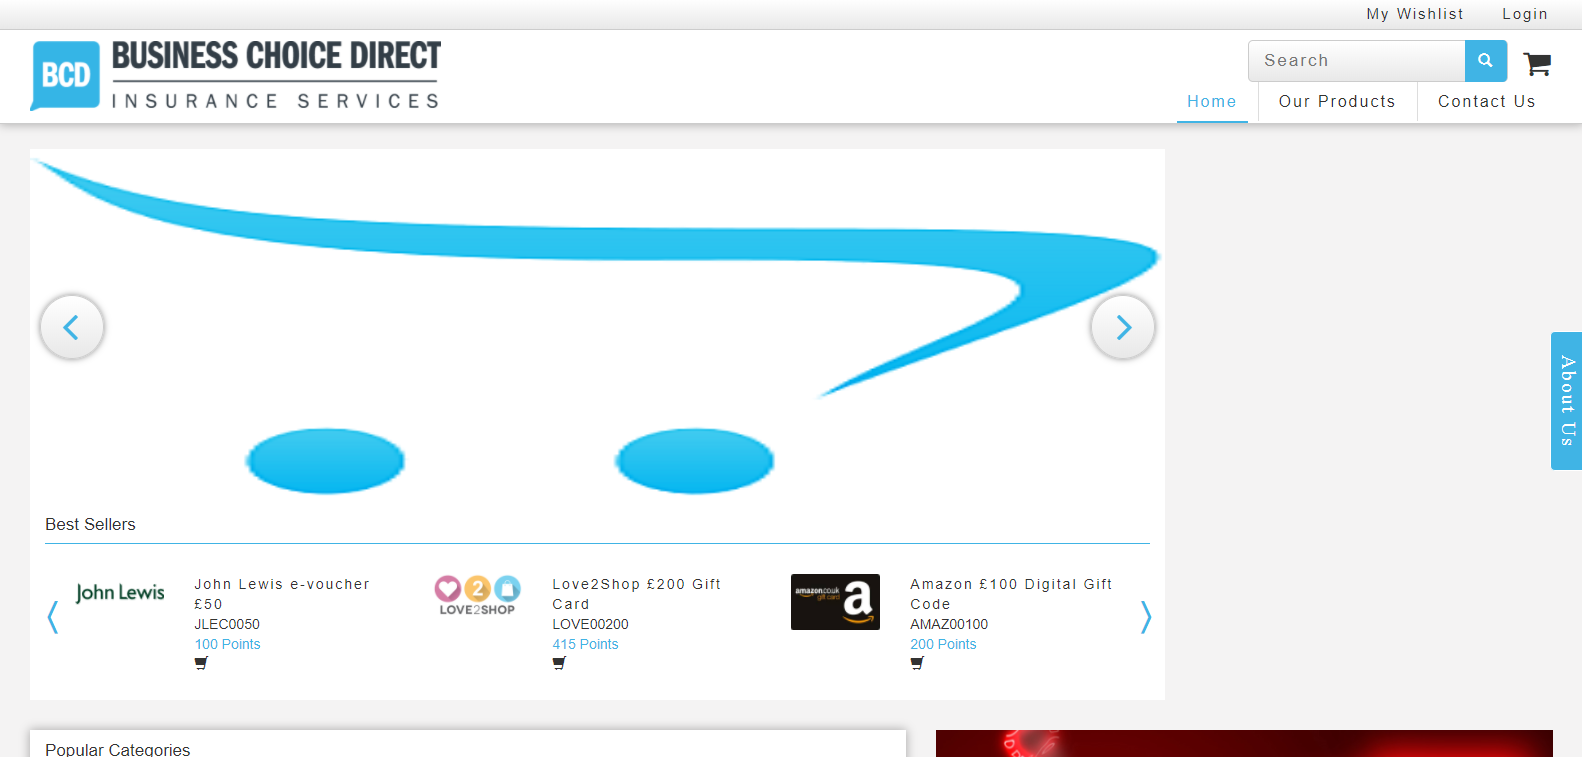 My Wishlist Login
BCD BUSINESS CHOICE DIRECT
INSURANCE SERVICES
Search
Home Our Products Contact Us
About Us
Best Sellers
John Lewis
John Lewis e-voucher
£50
JLEC0050
100 Points
LOVE2SHOP
Love2Shop £200 Gift
Card
LOVE00200
415 Points
amazon.co.uk
gift card
a
Amazon £100 Digital Gift
Code
AMAZ00100
200 Points
Popular Categories